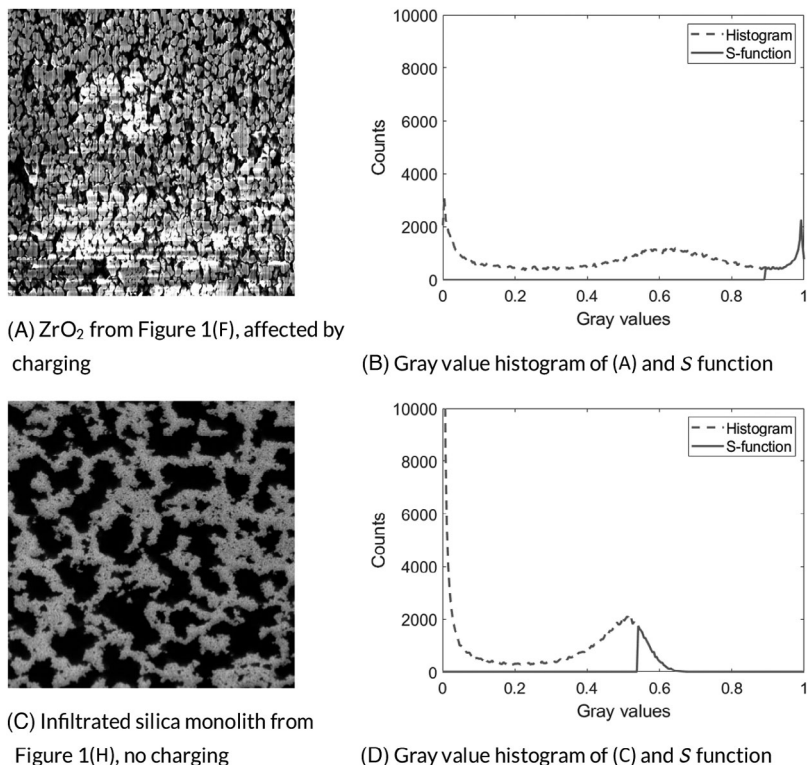 10000
8000
6000
4000
2000
0
0 0.2 0.4 0.6 0.8 1
Counts
Gray values
Histogram
S-function
(A) ZrO₂ from Figure 1(F), affected by
charging
(B) Gray value histogram of (A) and S function
10000
8000
6000
4000
2000
0
0 0.2 0.4 0.6 0.8 1
Counts
Gray values
Histogram
S-function
(C) Infiltrated silica monolith from
Figure 1(H), no charging
(D) Gray value histogram of (C) and S function